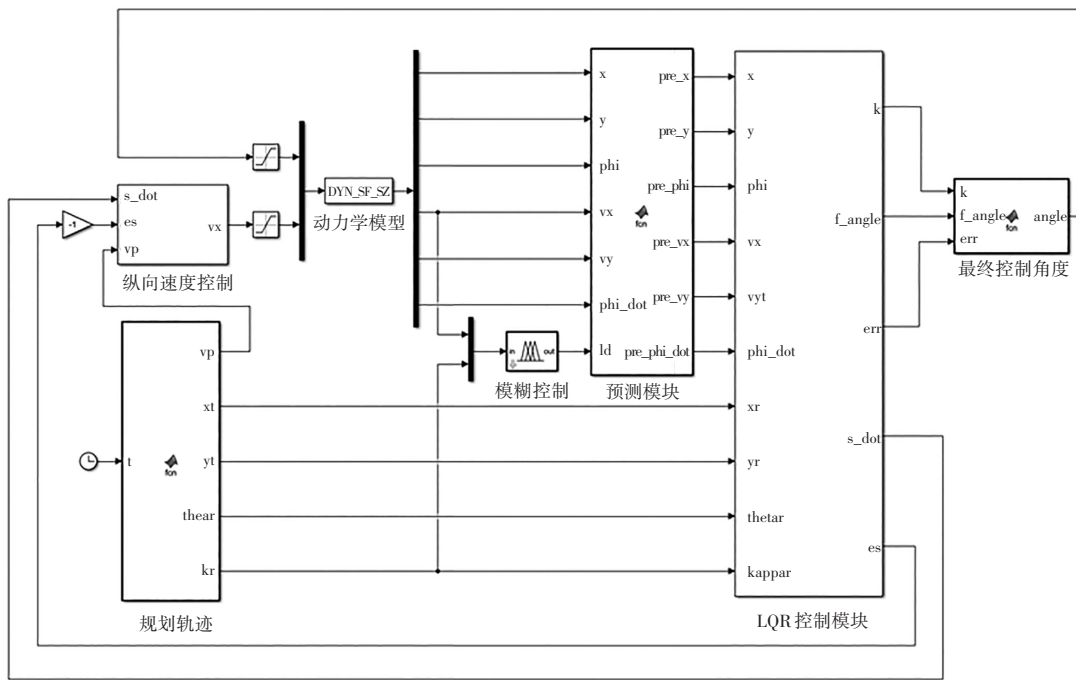 s_dot
es
vp
vx
纵向速度控制
-1
DYN_SF_SZ
动力学模型
t
vp
xt
yt
thear
kr
fcn
规划轨迹
in
out
模糊控制
x
y
phi
vx
vy
phi_dot
ld
pre_x
pre_y
pre_phi
pre_vx
pre_vy
pre_phi_dot
fcn
预测模块
x
y
phi
vx
vyt
phi_dot
xr
yr
thetar
kappar
k
f_angle
err
s_dot
es
LQR控制模块
k
f_angle
err
angle
fcn
最终控制角度